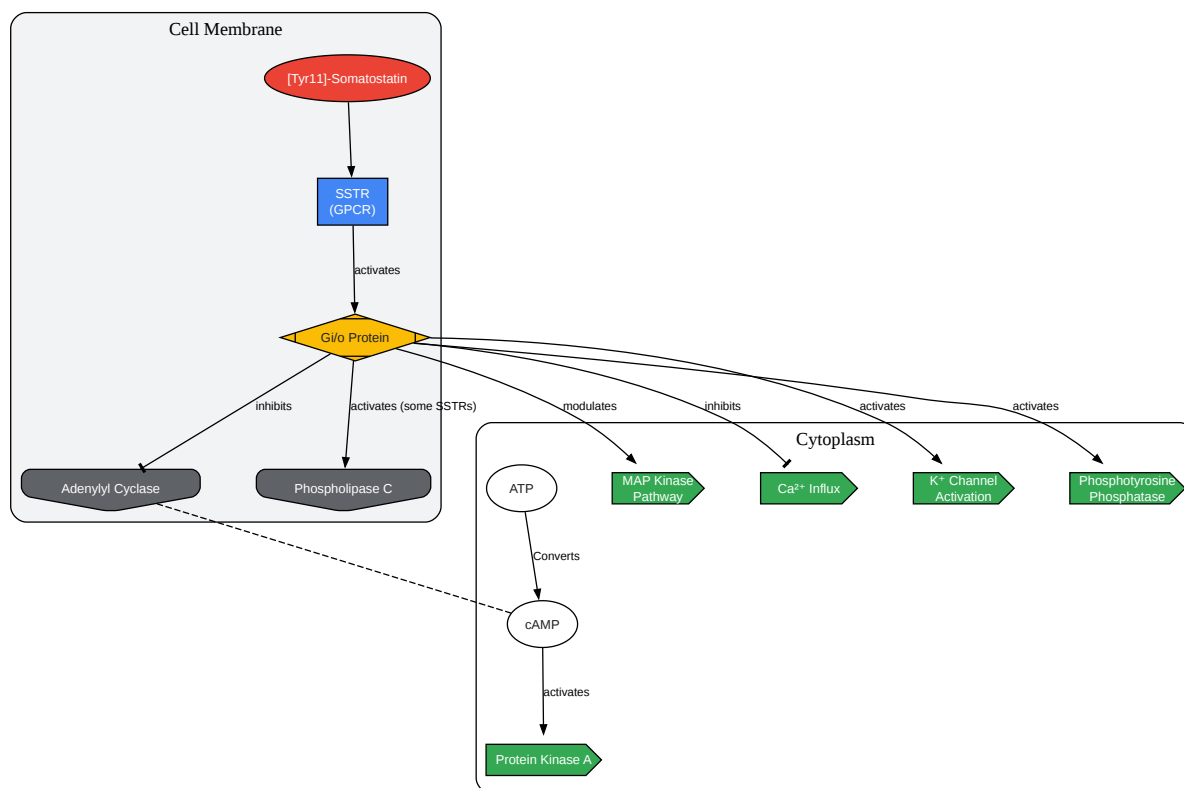 Cell Membrane
[Tyr11]-Somatostatin
SSTR
(GPCR)
activates
Gi/o Protein
inhibits
activates (some SSTRs)
modulates
inhibits
activates
activates
Cytoplasm
Adenylyl Cyclase
Phospholipase C
ATP
MAP Kinase
Pathway
Ca²⁺ Influx
K⁺ Channel
Activation
Phosphotyrosine
Phosphatase
Converts
cAMP
activates
Protein Kinase A